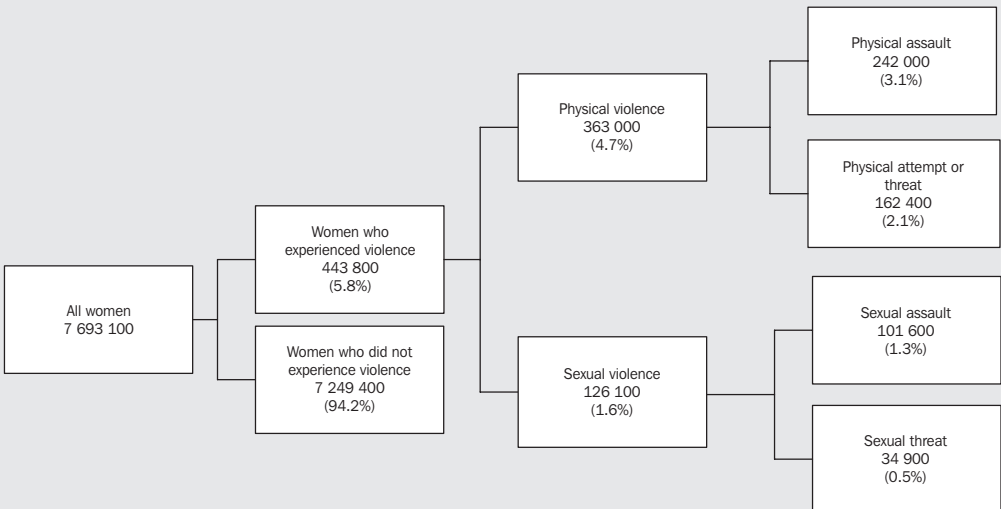 All women
7 693 100
Women who
experienced violence
443 800
(5.8%)
Women who did not
experience violence
7 249 400
(94.2%)
Physical violence
363 000
(4.7%)
Sexual violence
126 100
(1.6%)
Physical assault
242 000
(3.1%)
Physical attempt or
threat
162 400
(2.1%)
Sexual assault
101 600
(1.3%)
Sexual threat
34 900
(0.5%)